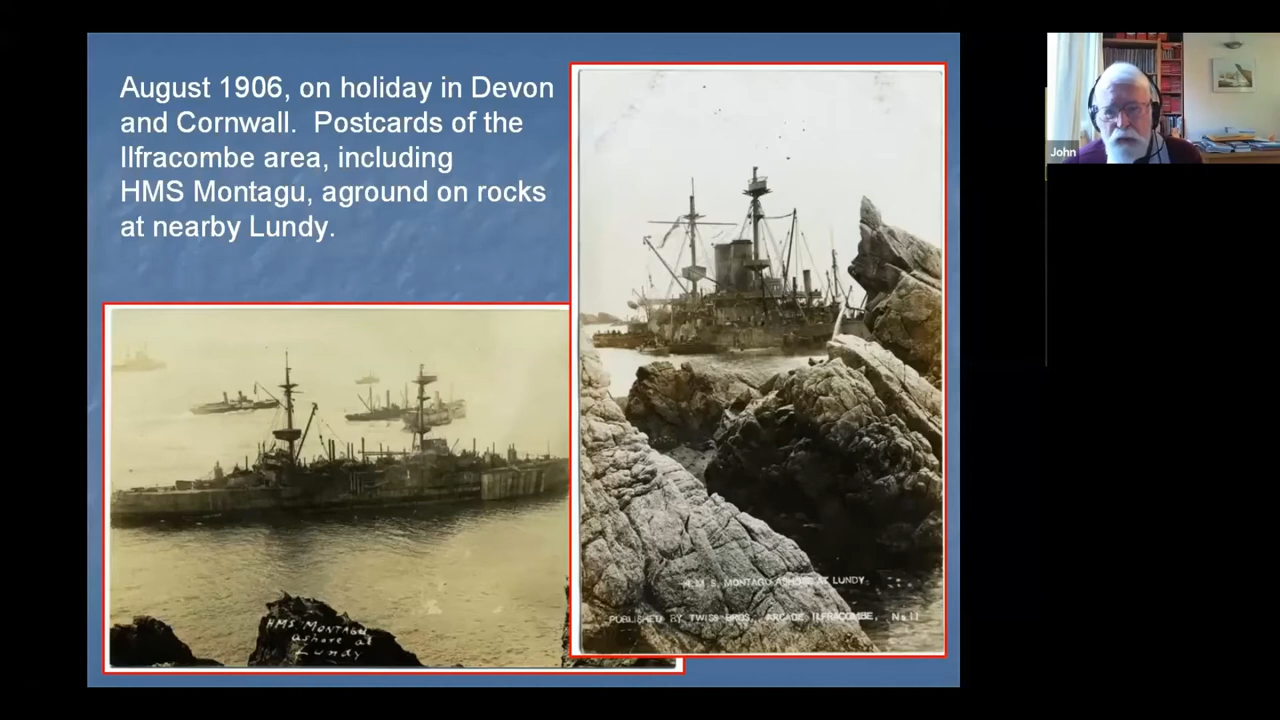 August 1906, on holiday in Devon
and Cornwall. Postcards of the
Ilfracombe area, including
HMS Montagu, aground on rocks
at nearby Lundy.
HMS MONTAGU
ashore at
Lundy
H.M.S. MONTAGU ASHORE AT LUNDY.
PUBLISHED BY TWISS BROS., ARCADE ILFRACOMBE, No 11
John